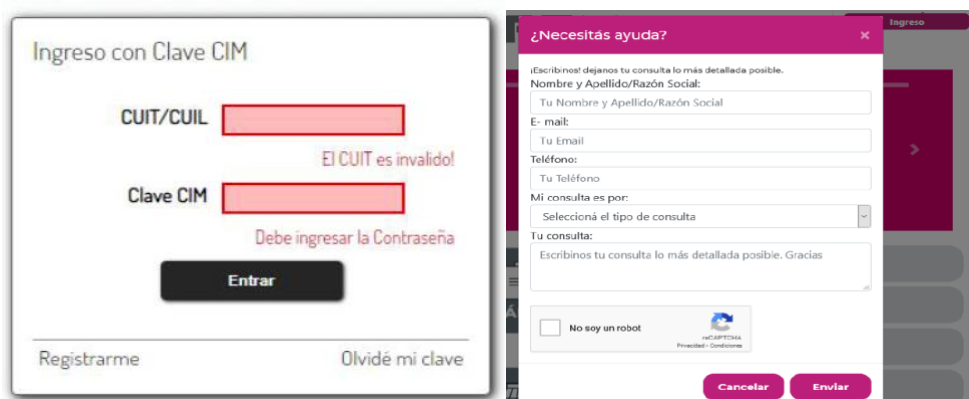 Ingreso con Clave CIM
CUIT/CUIL
El CUIT es invalido!
Clave CIM
Debe ingresar la Contraseña
Entrar
Registrarme
Olvidé mi clave
Ingreso
¿Necesitás ayuda?
×
¡Escribinos! dejanos tu consulta lo más detallada posible.
Nombre y Apellido/Razón Social:
Tu Nombre y Apellido/Razón Social
E- mail:
Tu Email
Teléfono:
Tu Teléfono
Mi consulta es por:
Seleccioná el tipo de consulta
Tu consulta:
Escribinos tu consulta lo más detallada posible. Gracias
No soy un robot
reCAPTCHA
Privacidad - Condiciones
Cancelar
Enviar